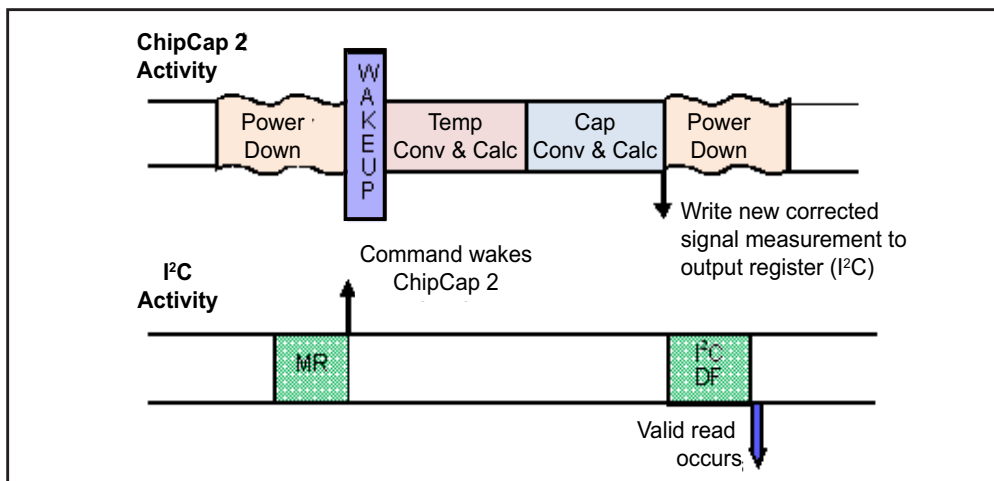 ChipCap 2
Activity
WAKEUP
Power
Down
Temp
Conv & Calc
Cap
Conv & Calc
Power
Down
Write new corrected
signal measurement to
output register (I²C)
Command wakes
ChipCap 2
I²C
Activity
MR
I²C
DF
Valid read
occurs